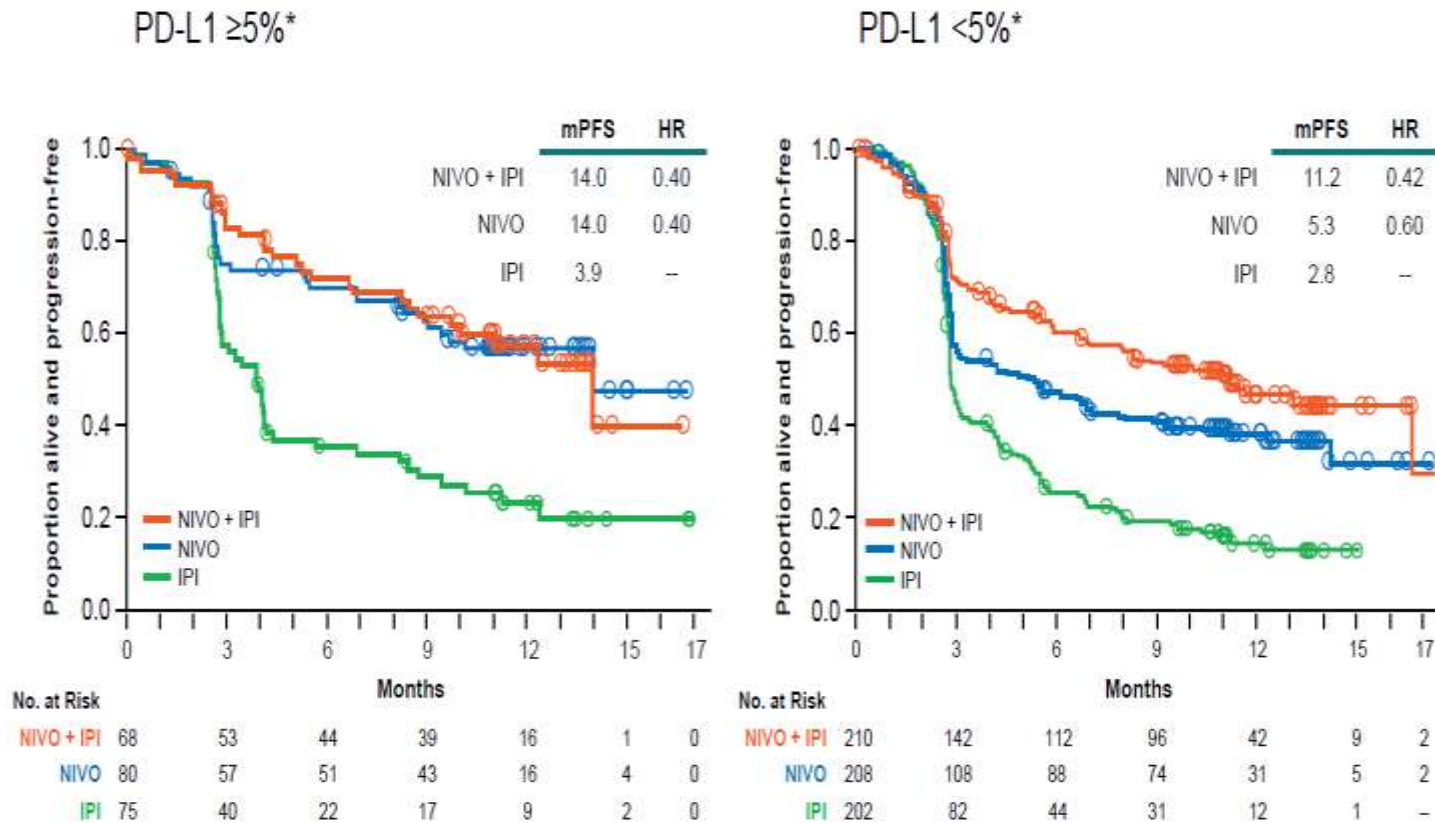 PD-L1 ≥5%*
mPFS HR
NIVO + IPI 14.0 0.40
NIVO 14.0 0.40
IPI 3.9 --
Proportion alive and progression-free
1.0
0.8
0.6
0.4
0.2
0.0
NIVO + IPI
NIVO
IPI
0 3 6 9 12 15 17
Months
No. at Risk
NIVO + IPI 68 53 44 39 16 1 0
NIVO 80 57 51 43 16 4 0
IPI 75 40 22 17 9 2 0
PD-L1 <5%*
mPFS HR
NIVO + IPI 11.2 0.42
NIVO 5.3 0.60
IPI 2.8 --
Proportion alive and progression-free
1.0
0.8
0.6
0.4
0.2
0.0
NIVO + IPI
NIVO
IPI
0 3 6 9 12 15 17
Months
No. at Risk
NIVO + IPI 210 142 112 96 42 9 2
NIVO 208 108 88 74 31 5 2
IPI 202 82 44 31 12 1 –